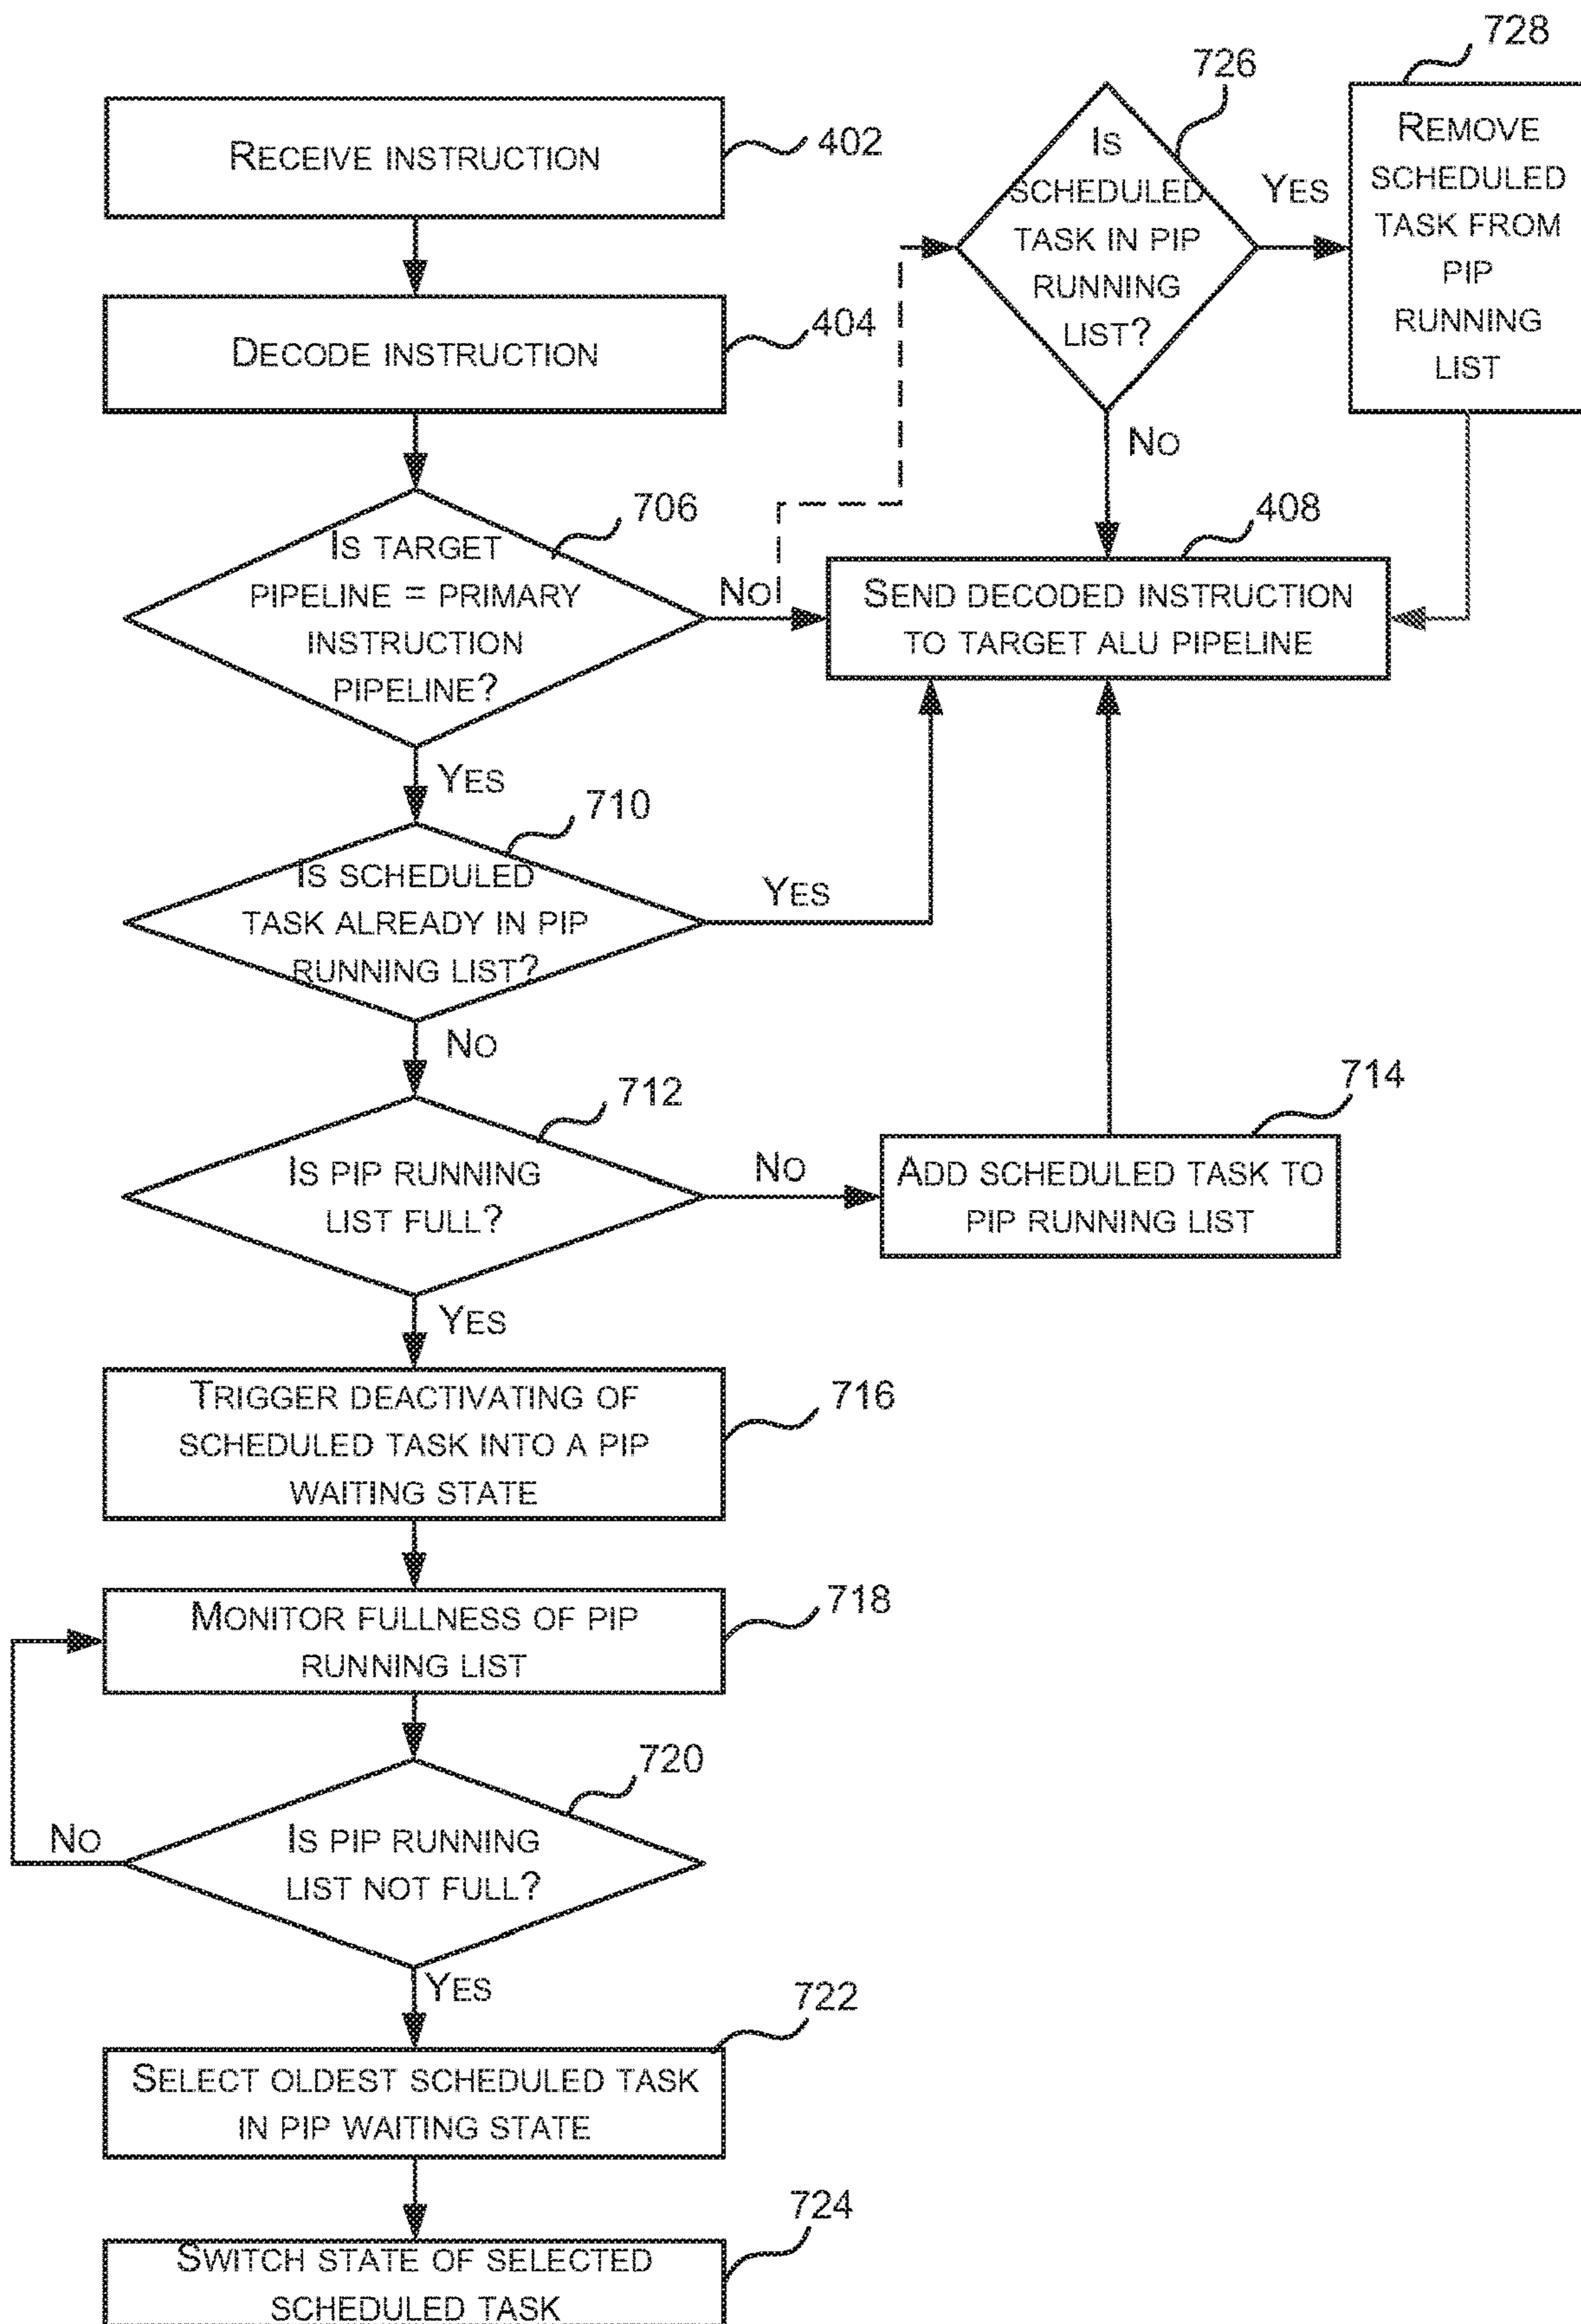 RECEIVE INSTRUCTION
402
DECODE INSTRUCTION
404
IS TARGET
PIPELINE = PRIMARY
INSTRUCTION
PIPELINE?
706
NO
YES
IS
SCHEDULED
TASK IN PIP
RUNNING
LIST?
726
YES
NO
REMOVE
SCHEDULED
TASK FROM
PIP
RUNNING
LIST
728
SEND DECODED INSTRUCTION
TO TARGET ALU PIPELINE
408
IS SCHEDULED
TASK ALREADY IN PIP
RUNNING LIST?
710
YES
NO
IS PIP RUNNING
LIST FULL?
712
NO
YES
ADD SCHEDULED TASK TO
PIP RUNNING LIST
714
TRIGGER DEACTIVATING OF
SCHEDULED TASK INTO A PIP
WAITING STATE
716
MONITOR FULLNESS OF PIP
RUNNING LIST
718
IS PIP RUNNING
LIST NOT FULL?
720
NO
YES
SELECT OLDEST SCHEDULED TASK
IN PIP WAITING STATE
722
SWITCH STATE OF SELECTED
SCHEDULED TASK
724